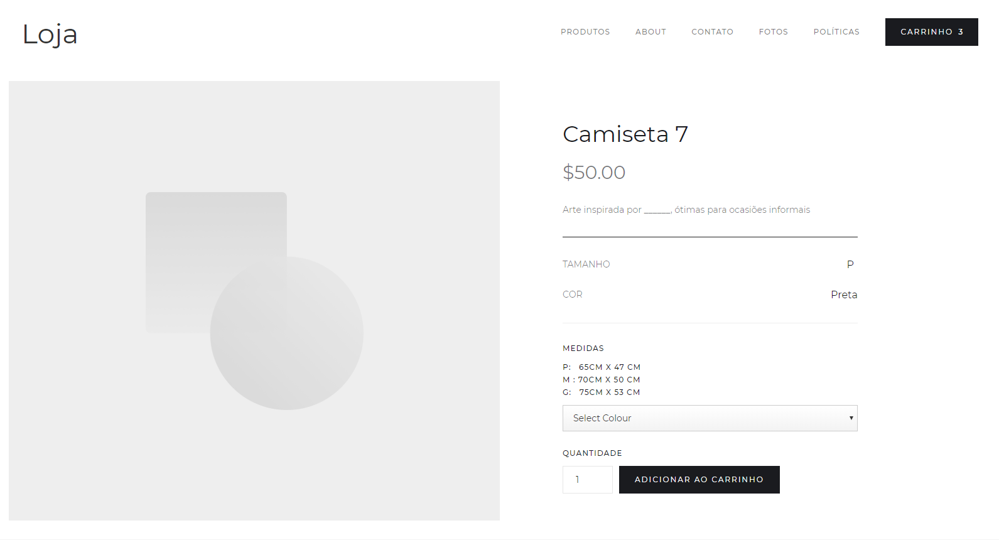 Loja
PRODUTOS ABOUT CONTATO FOTOS POLÍTICAS CARRINHO 3
Camiseta 7
$50.00
Arte inspirada por ______, ótimas para ocasiões informais
TAMANHO P
COR Preta
MEDIDAS
P: 65CM X 47 CM
M : 70CM X 50 CM
G: 75CM X 53 CM
Select Colour
QUANTIDADE
1 ADICIONAR AO CARRINHO